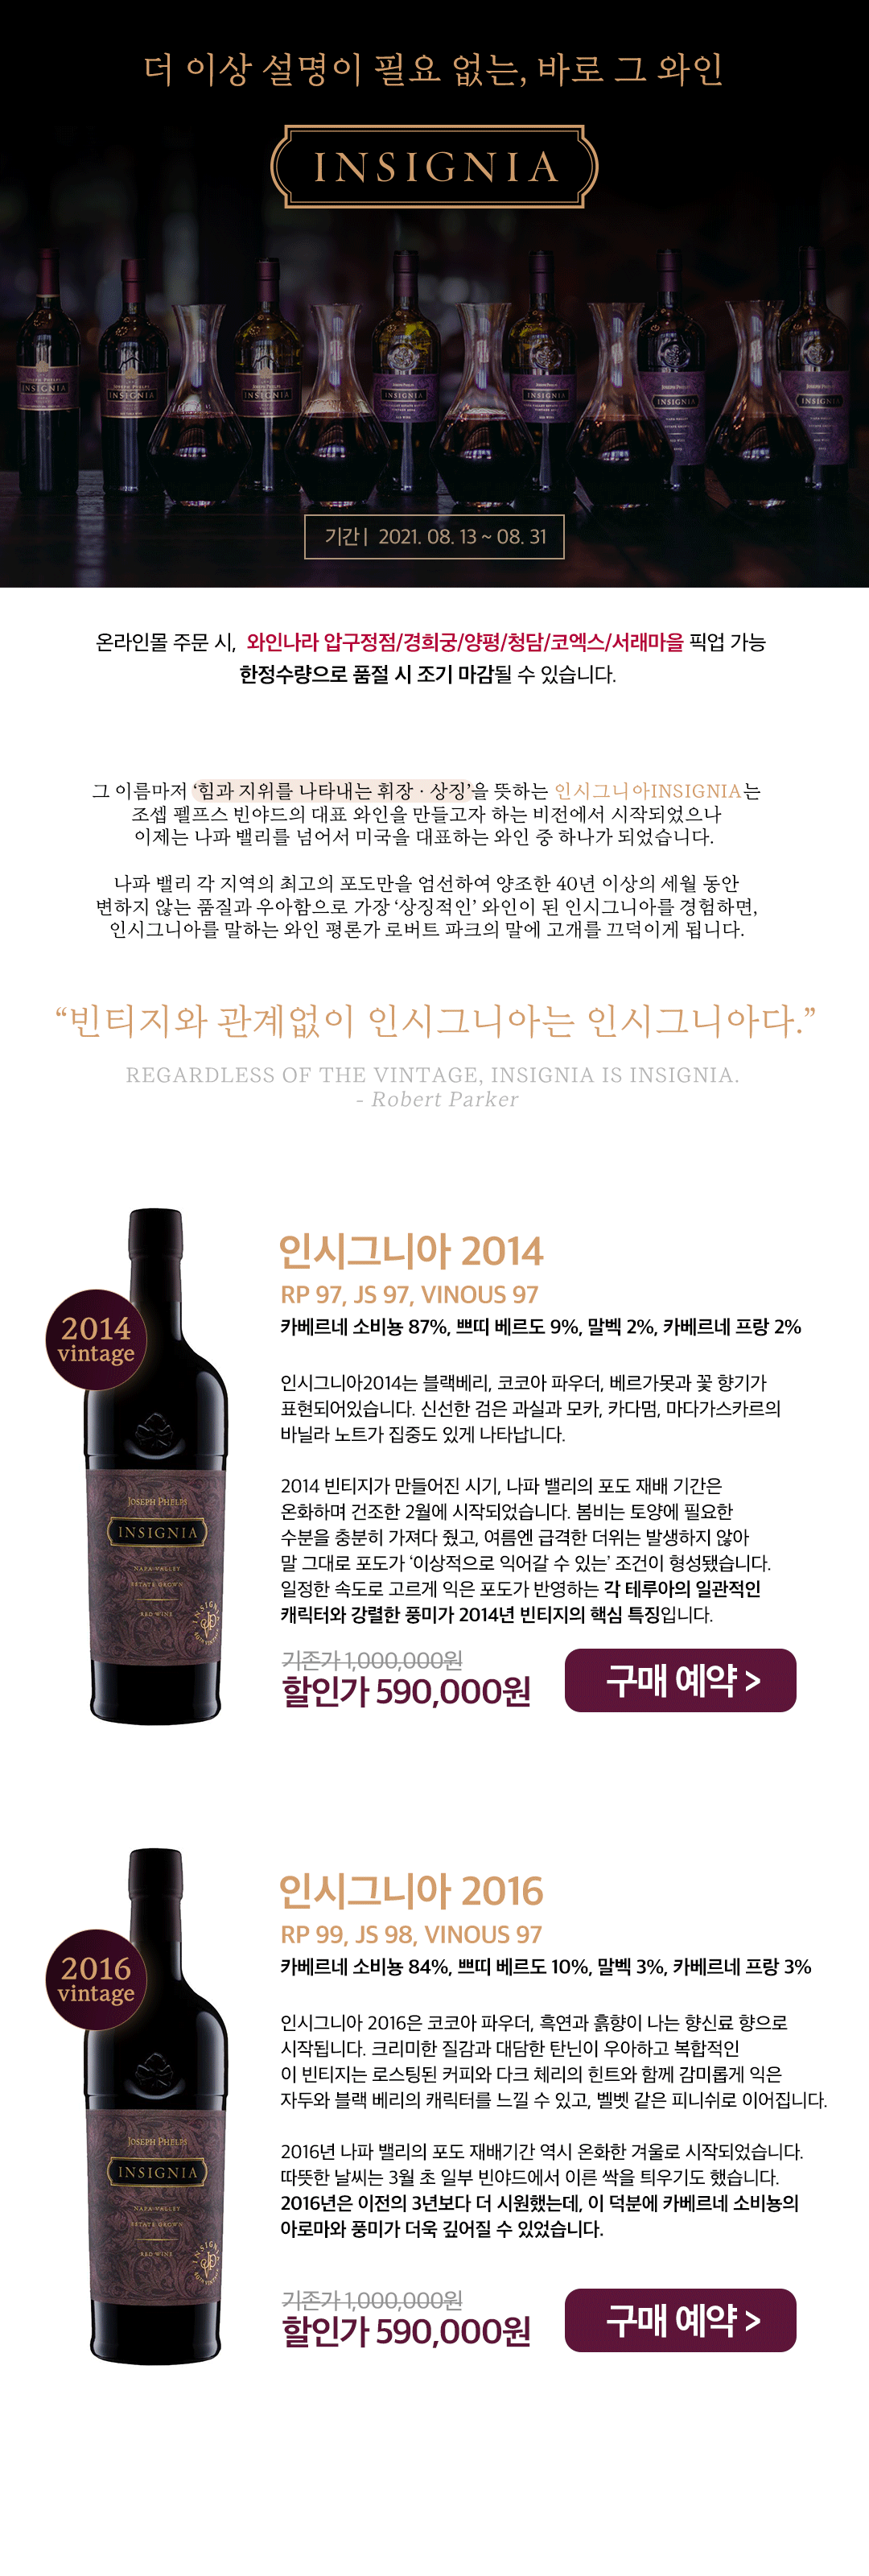 더 이상 설명이 필요 없는, 바로 그 와인
INSIGNIA
JOSEPH PHELPS
INSIGNIA
JOSEPH PHELPS
INSIGNIA
INSIGNIA
JOSEPH PHELPS
INSIGNIA
JOSEPH PHELPS
INSIGNIA
JOSEPH PHELPS
INSIGNIA
INSIGNIA
기간 | 2021. 08. 13 ~ 08. 31
온라인몰 주문 시, 와인나라 압구정점/경희궁/양평/청담/코엑스/서래마을 픽업 가능
한정수량으로 품절 시 조기 마감될 수 있습니다.
그 이름마저 ‘힘과 지위를 나타내는 휘장 · 상징’을 뜻하는 인시그니아INSIGNIA는
조셉 펠프스 빈야드의 대표 와인을 만들고자 하는 비전에서 시작되었으나
이제는 나파 밸리를 넘어서 미국을 대표하는 와인 중 하나가 되었습니다.
나파 밸리 각 지역의 최고의 포도만을 엄선하여 양조한 40년 이상의 세월 동안
변하지 않는 품질과 우아함으로 가장 ‘상징적인’ 와인이 된 인시그니아를 경험하면,
인시그니아를 말하는 와인 평론가 로버트 파크의 말에 고개를 끄덕이게 됩니다.
“빈티지와 관계없이 인시그니아는 인시그니아다.”
REGARDLESS OF THE VINTAGE, INSIGNIA IS INSIGNIA.
- Robert Parker
2014
vintage
JOSEPH PHELPS
INSIGNIA
NAPA VALLEY
ESTATE GROWN
RED WINE
인시그니아 2014
RP 97, JS 97, VINOUS 97
카베르네 소비뇽 87%, 쁘띠 베르도 9%, 말벡 2%, 카베르네 프랑 2%
인시그니아2014는 블랙베리, 코코아 파우더, 베르가못과 꽃 향기가
표현되어있습니다. 신선한 검은 과실과 모카, 카다멈, 마다가스카르의
바닐라 노트가 집중도 있게 나타납니다.
2014 빈티지가 만들어진 시기, 나파 밸리의 포도 재배 기간은
온화하며 건조한 2월에 시작되었습니다. 봄비는 토양에 필요한
수분을 충분히 가져다 줬고, 여름엔 급격한 더위는 발생하지 않아
말 그대로 포도가 ‘이상적으로 익어갈 수 있는’ 조건이 형성됐습니다.
일정한 속도로 고르게 익은 포도가 반영하는 각 테루아의 일관적인
캐릭터와 강렬한 풍미가 2014년 빈티지의 핵심 특징입니다.
기존가 1,000,000원
할인가 590,000원
구매 예약 >
2016
vintage
JOSEPH PHELPS
INSIGNIA
NAPA VALLEY
ESTATE GROWN
RED WINE
인시그니아 2016
RP 99, JS 98, VINOUS 97
카베르네 소비뇽 84%, 쁘띠 베르도 10%, 말벡 3%, 카베르네 프랑 3%
인시그니아 2016은 코코아 파우더, 흑연과 흙향이 나는 향신료 향으로
시작됩니다. 크리미한 질감과 대담한 탄닌이 우아하고 복합적인
이 빈티지는 로스팅된 커피와 다크 체리의 힌트와 함께 감미롭게 익은
자두와 블랙 베리의 캐릭터를 느낄 수 있고, 벨벳 같은 피니쉬로 이어집니다.
2016년 나파 밸리의 포도 재배기간 역시 온화한 겨울로 시작되었습니다.
따뜻한 날씨는 3월 초 일부 빈야드에서 이른 싹을 틔우기도 했습니다.
2016년은 이전의 3년보다 더 시원했는데, 이 덕분에 카베르네 소비뇽의
아로마와 풍미가 더욱 깊어질 수 있었습니다.
기존가 1,000,000원
할인가 590,000원
구매 예약 >